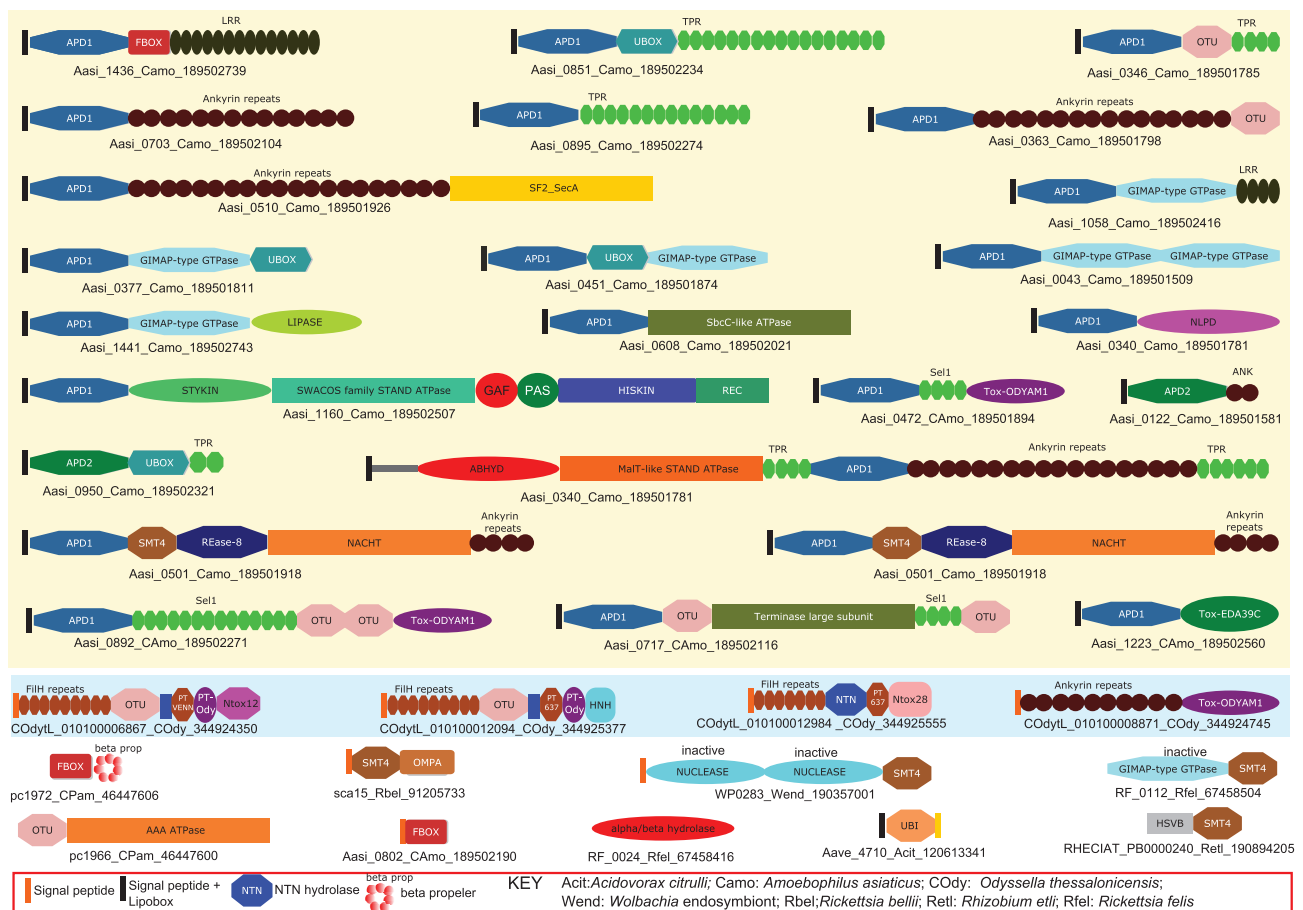 LRR
APD1 FBOX
Aasi_1436_Camo_189502739
TPR
APD1 UBOX
Aasi_0851_Camo_189502234
TPR
APD1 OTU
Aasi_0346_Camo_189501785
Ankyrin repeats
APD1
Aasi_0703_Camo_189502104
TPR
APD1
Aasi_0895_Camo_189502274
Ankyrin repeats
APD1 OTU
Aasi_0363_Camo_189501798
Ankyrin repeats
APD1 SF2_SecA
Aasi_0510_Camo_189501926
LRR
APD1 GIMAP-type GTPase
Aasi_1058_Camo_189502416
APD1 GIMAP-type GTPase UBOX
Aasi_0377_Camo_189501811
APD1 UBOX GIMAP-type GTPase
Aasi_0451_Camo_189501874
APD1 GIMAP-type GTPase GIMAP-type GTPase
Aasi_0043_Camo_189501509
APD1 GIMAP-type GTPase LIPASE
Aasi_1441_Camo_189502743
APD1 SbcC-like ATPase
Aasi_0608_Camo_189502021
APD1 NLPD
Aasi_0340_Camo_189501781
APD1 STYKIN SWACOS family STAND ATPase GAF PAS HISKIN REC
Aasi_1160_Camo_189502507
Sel1
APD1 Tox-ODYAM1
Aasi_0472_CAmo_189501894
ANK
APD2
Aasi_0122_Camo_189501581
TPR
APD2 UBOX
Aasi_0950_Camo_189502321
TPR Ankyrin repeats TPR
ABHYD MalT-like STAND ATPase APD1
Aasi_0340_Camo_189501781
Ankyrin
repeats
APD1 SMT4 REase-8 NACHT
Aasi_0501_Camo_189501918
Ankyrin
repeats
APD1 SMT4 REase-8 NACHT
Aasi_0501_Camo_189501918
Sel1
APD1 OTU OTU Tox-ODYAM1
Aasi_0892_CAmo_189502271
Sel1
APD1 OTU Terminase large subunit OTU
Aasi_0717_CAmo_189502116
APD1 Tox-EDA39C
Aasi_1223_CAmo_189502560
FilH repeats
OTU PT VENN PT-Ody Ntox12
COdytL_010100006867_COdy_344924350
FilH repeats
OTU PT 637 PT-Ody HNH
COdytL_010100012094_COdy_344925377
FilH repeats
NTN PT 637 Ntox28
COdytL_010100012984_COdy_344925555
Ankyrin repeats
Tox-ODYAM1
COdytL_010100008871_COdy_344924745
beta prop
FBOX
pc1972_CPam_46447606
SMT4 OMPA
sca15_Rbel_91205733
inactive inactive
NUCLEASE NUCLEASE SMT4
WP0283_Wend_190357001
inactive
GIMAP-type GTPase SMT4
RF_0112_Rfel_67458504
OTU AAA ATPase
pc1966_CPam_46447600
FBOX
Aasi_0802_CAmo_189502190
alpha/beta hydrolase
RF_0024_Rfel_67458416
UBI
Aave_4710_Acit_120613341
HSVB SMT4
RHECIAT_PB0000240_Retl_190894205
Signal peptide
Signal peptide +
Lipobox
NTN NTN hydrolase
beta prop
beta propeler
KEY Acit:Acidovorax citrulli; Camo: Amoebophilus asiaticus; COdy: Odyssella thessalonicensis;
Wend: Wolbachia endosymbiont; Rbel;Rickettsia bellii; Retl: Rhizobium etli; Rfel: Rickettsia felis